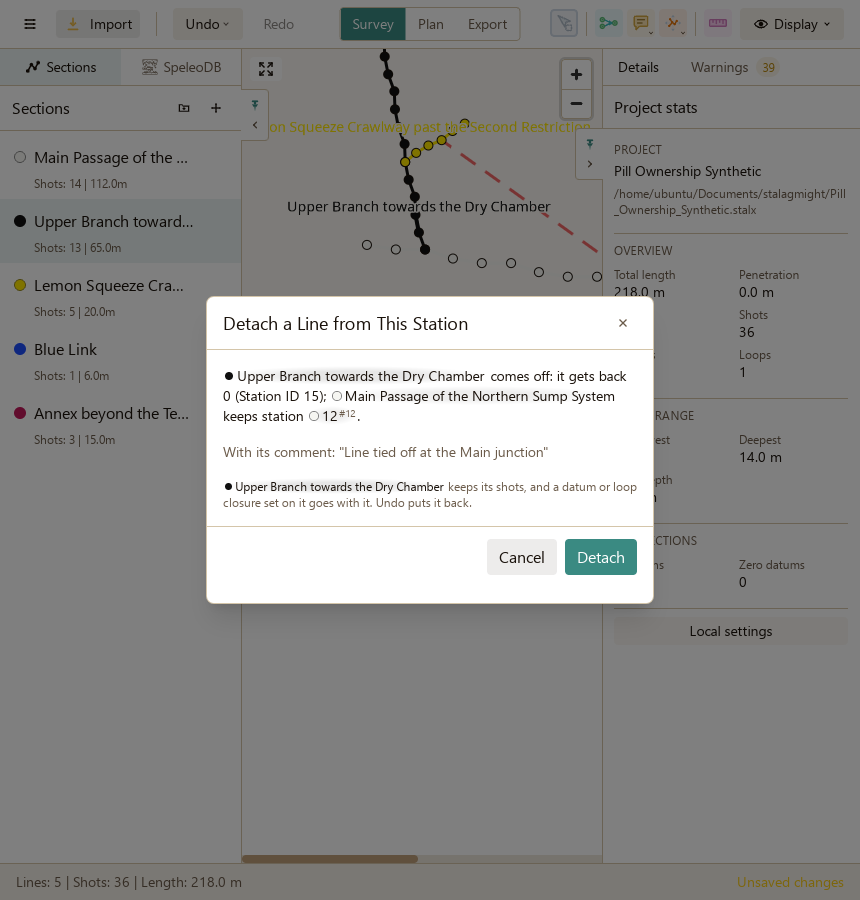 Import
Undo
Redo
Survey
Plan
Export
Display
Sections
SpeleoDB
Details
Warnings 39
Sections
Project stats
Main Passage of the ...
Shots: 14 | 112.0m
Upper Branch toward...
Shots: 13 | 65.0m
Lemon Squeeze Cra...
Shots: 5 | 20.0m
Blue Link
Shots: 1 | 6.0m
Annex beyond the Te...
Shots: 3 | 15.0m
on Squeeze Crawlway past the Second Restriction
Upper Branch towards the Dry Chamber
PROJECT
Pill Ownership Synthetic
/home/ubuntu/Documents/stalagmight/Pill
_Ownership_Synthetic.stalx
OVERVIEW
Total length
Penetration
218.0 m
0.0 m
Shots
36
Loops
1
RANGE
Deepest
14.0 m
Zero datums
0
Local settings
Detach a Line from This Station
×
Upper Branch towards the Dry Chamber comes off: it gets back
0 (Station ID 15); Main Passage of the Northern Sump System
keeps station 12 #12.
With its comment: "Line tied off at the Main junction"
Upper Branch towards the Dry Chamber keeps its shots, and a datum or loop
closure set on it goes with it. Undo puts it back.
Cancel
Detach
Lines: 5 | Shots: 36 | Length: 218.0 m
Unsaved changes